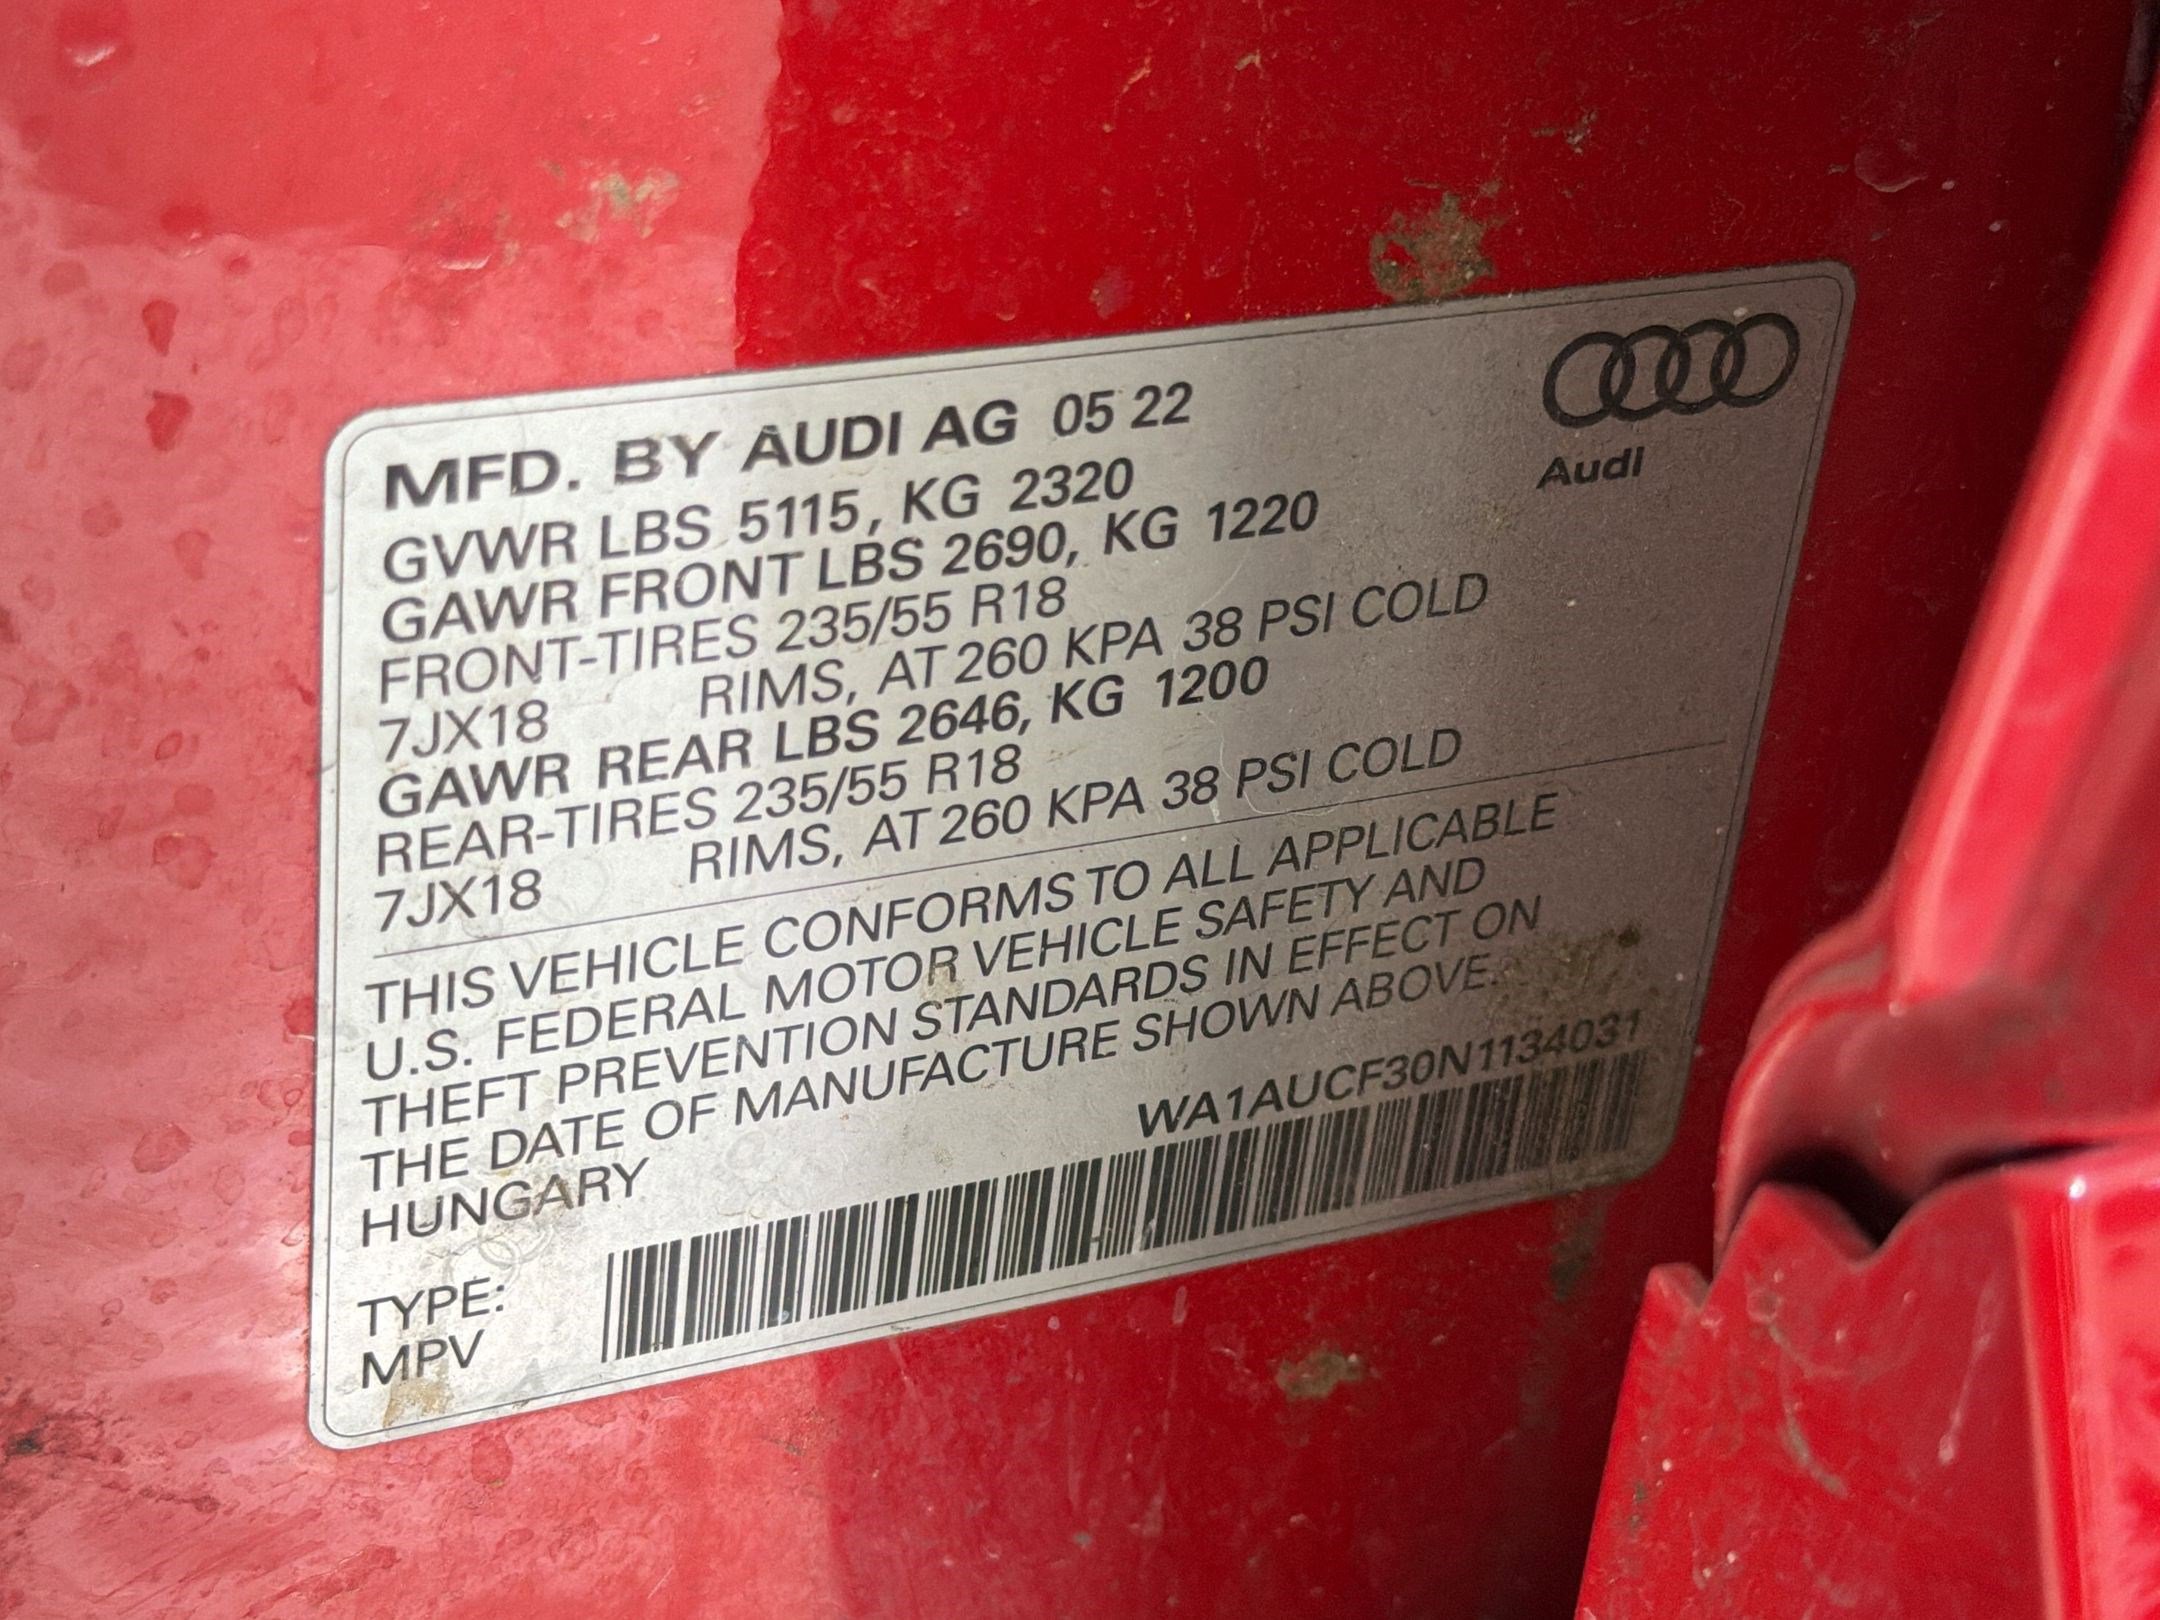 MFD. BY AUDI AG 05 22
Audi
GVWR LBS 5115, KG 2320
GAWR FRONT LBS 2690, KG 1220
FRONT-TIRES 235/55 R18
7JX18 RIMS, AT 260 KPA 38 PSI COLD
GAWR REAR LBS 2646, KG 1200
REAR-TIRES 235/55 R18
7JX18 RIMS, AT 260 KPA 38 PSI COLD
THIS VEHICLE CONFORMS TO ALL APPLICABLE
U.S. FEDERAL MOTOR VEHICLE SAFETY AND
THEFT PREVENTION STANDARDS IN EFFECT ON
THE DATE OF MANUFACTURE SHOWN ABOVE.
HUNGARY
WA1AUCF30N1134031
TYPE:
MPV